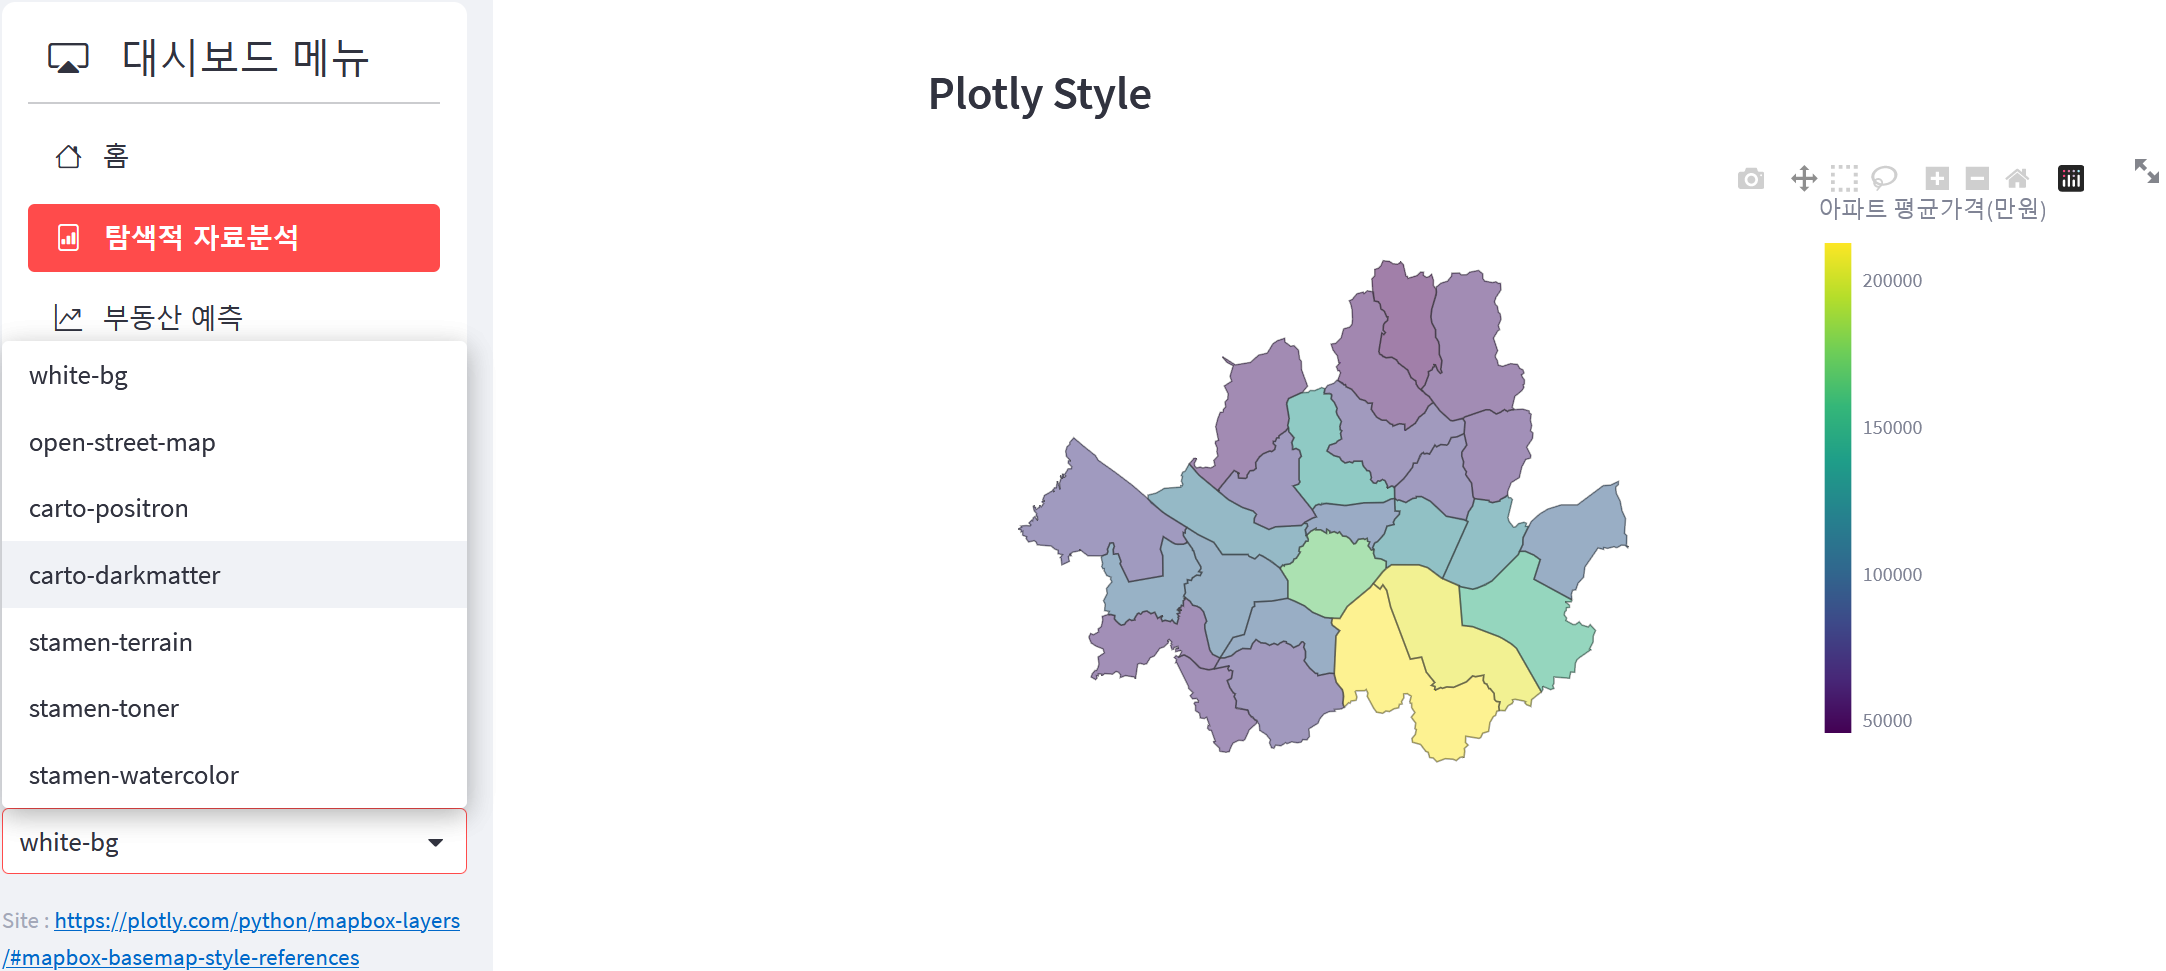 대시보드 메뉴
홈
탐색적 자료분석
부동산 예측
white-bg
open-street-map
carto-positron
carto-darkmatter
stamen-terrain
stamen-toner
stamen-watercolor
white-bg
Site : https://plotly.com/python/mapbox-layers
/#mapbox-basemap-style-references
Plotly Style
아파트 평균가격(만원)
200000
150000
100000
50000